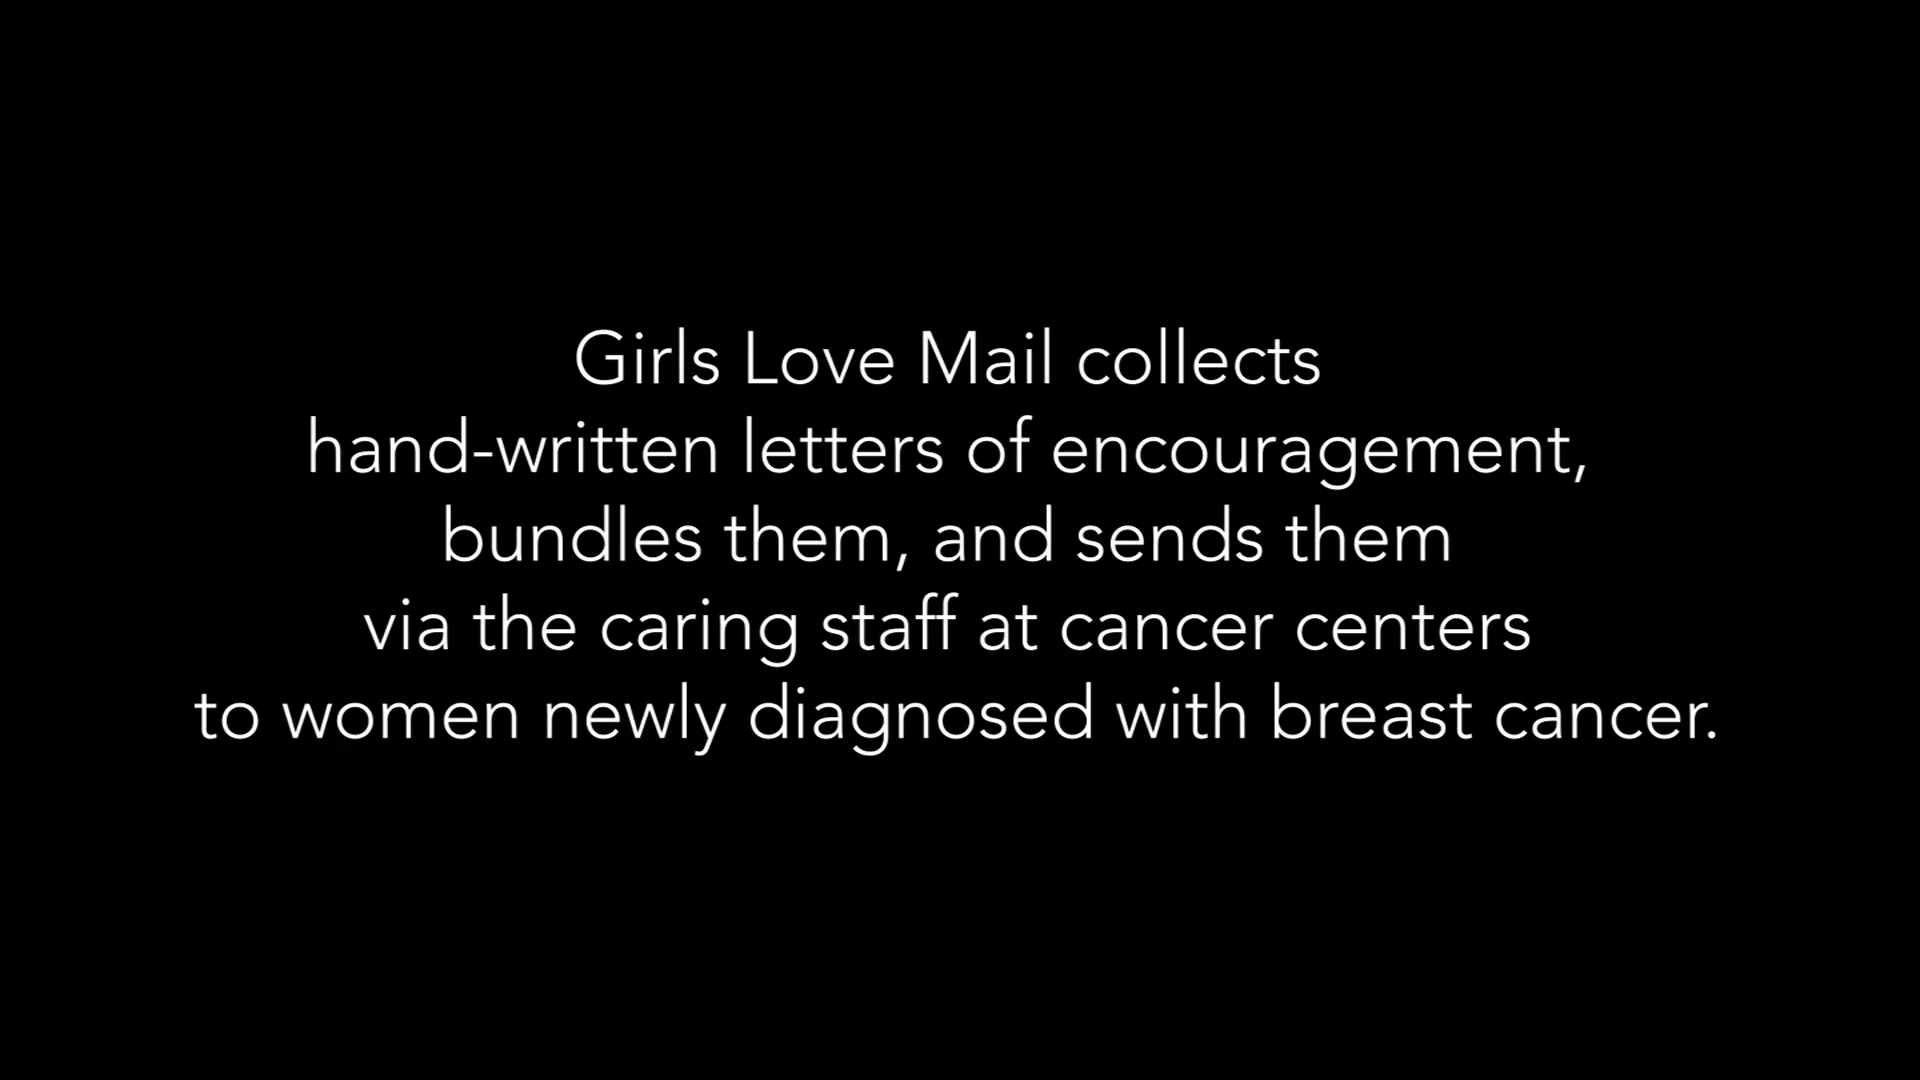 Girls Love Mail collects
hand-written letters of encouragement,
bundles them, and sends them
via the caring staff at cancer centers
to women newly diagnosed with breast cancer.